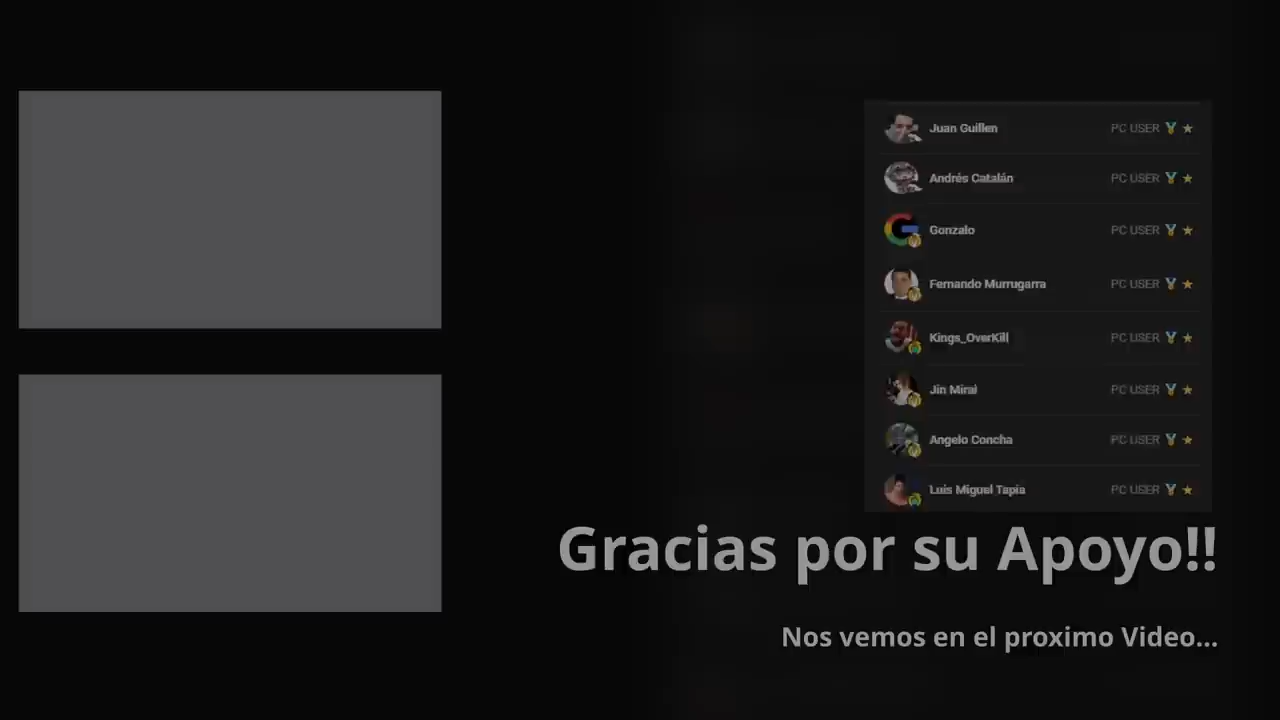 Juan Guillen PC USER
Andrés Catalán PC USER
Gonzalo PC USER
Fernando Murrugarra PC USER
Kings_OverKill PC USER
Jin Mirai PC USER
Angelo Concha PC USER
Luis Miguel Tapia PC USER
Gracias por su Apoyo!!
Nos vemos en el proximo Video...